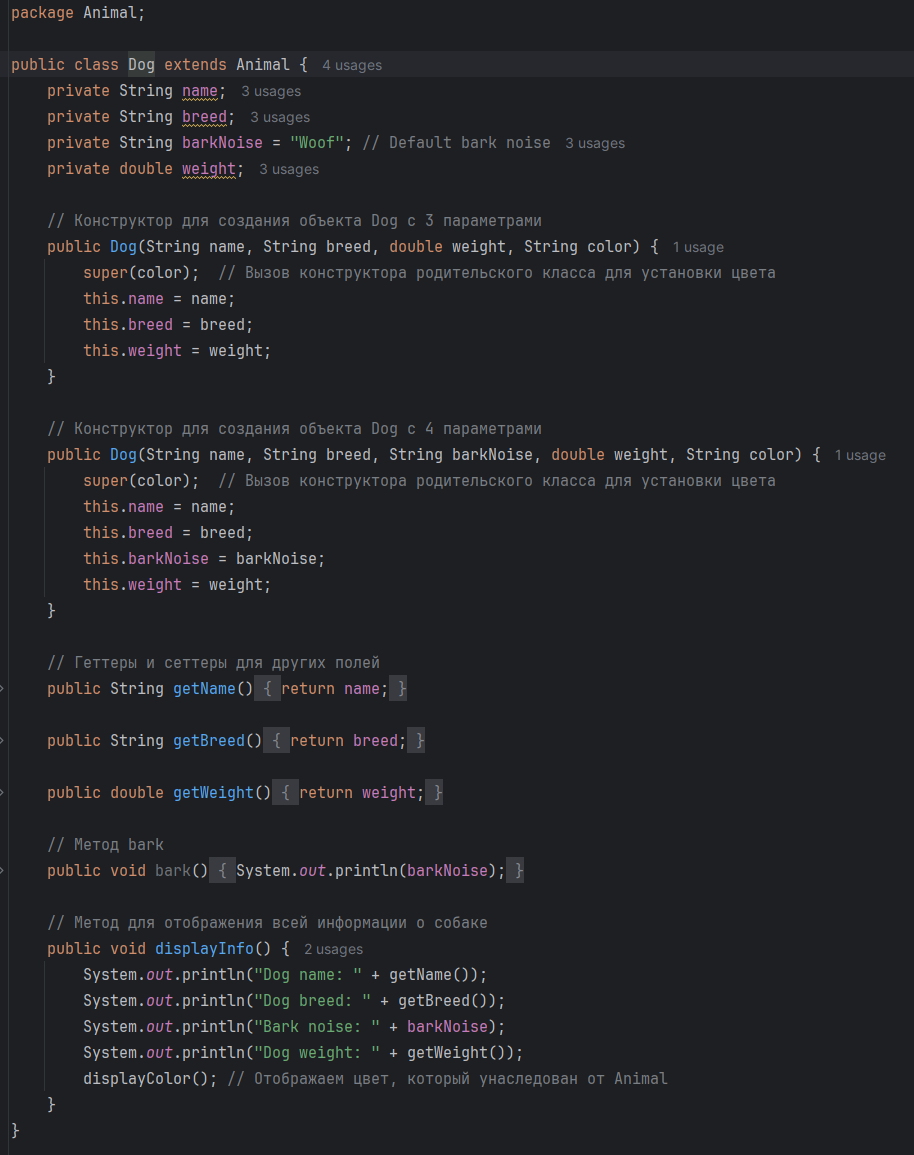 package Animal;
public class Dog extends Animal { 4 usages
private String name; 3 usages
private String breed; 3 usages
private String barkNoise = "Woof"; // Default bark noise 3 usages
private double weight; 3 usages
// Конструктор для создания объекта Dog с 3 параметрами
public Dog(String name, String breed, double weight, String color) { 1 usage
super(color); // Вызов конструктора родительского класса для установки цвета
this.name = name;
this.breed = breed;
this.weight = weight;
}
// Конструктор для создания объекта Dog с 4 параметрами
public Dog(String name, String breed, String barkNoise, double weight, String color) { 1 usage
super(color); // Вызов конструктора родительского класса для установки цвета
this.name = name;
this.breed = breed;
this.barkNoise = barkNoise;
this.weight = weight;
}
// Геттеры и сеттеры для других полей
public String getName() { return name; }
public String getBreed() { return breed; }
public double getWeight() { return weight; }
// Метод bark
public void bark() { System.out.println(barkNoise); }
// Метод для отображения всей информации о собаке
public void displayInfo() { 2 usages
System.out.println("Dog name: " + getName());
System.out.println("Dog breed: " + getBreed());
System.out.println("Bark noise: " + barkNoise);
System.out.println("Dog weight: " + getWeight());
displayColor(); // Отображаем цвет, который унаследован от Animal
}
}